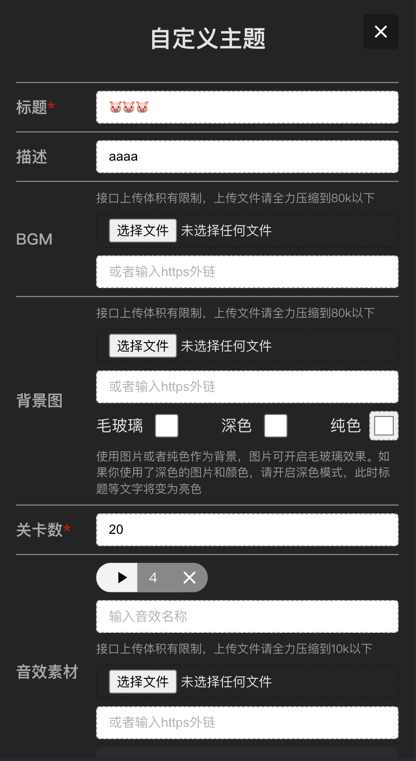 自定义主题
标题*
🐷🐷🐷
描述
aaaa
接口上传体积有限制，上传文件请全力压缩到80k以下
BGM
选择文件 未选择任何文件
或者输入https外链
接口上传体积有限制，上传文件请全力压缩到80k以下
选择文件 未选择任何文件
背景图
或者输入https外链
毛玻璃 深色 纯色
使用图片或者纯色作为背景，图片可开启毛玻璃效果。如
果你使用了深色的图片和颜色，请开启深色模式，此时标
题等文字将变为亮色
关卡数*
20
4
输入音效名称
接口上传体积有限制，上传文件请全力压缩到10k以下
音效素材
选择文件 未选择任何文件
或者输入https外链